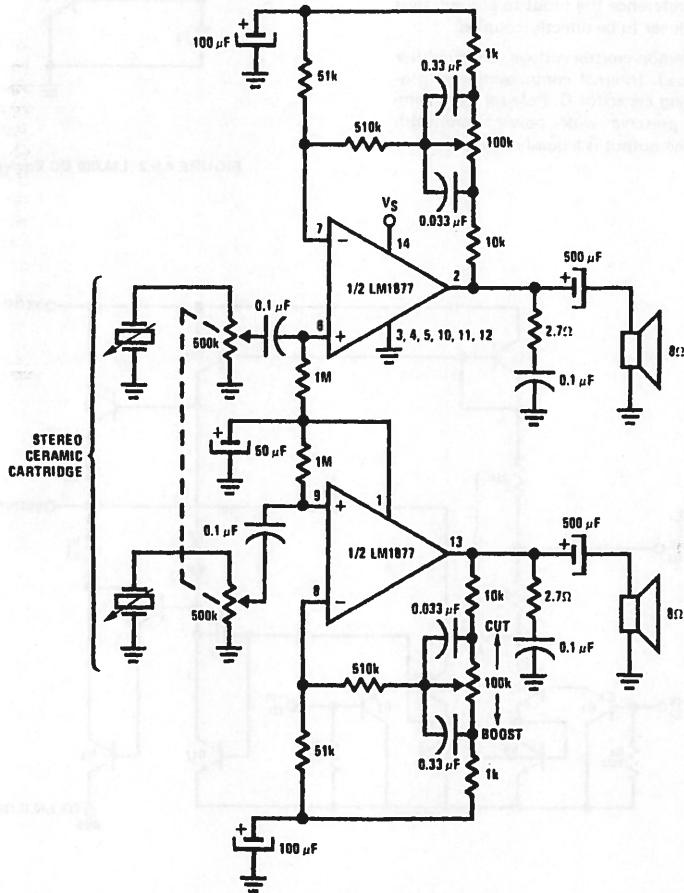 100 µF
+
51k
1k
0.33 µF
510k
100k
0.033 µF
10k
VS
14
7
−
1/2 LM1877
2
6
+
3, 4, 5, 10, 11, 12
500 µF
+
2.7Ω
0.1 µF
8Ω
0.1 µF
500k
1M
STEREO
CERAMIC
CARTRIDGE
+
50 µF
1M
0.1 µF
9
+
1
1/2 LM1877
13
8
−
500k
500 µF
+
2.7Ω
0.1 µF
8Ω
10k
0.033 µF
CUT
510k
100k
BOOST
0.33 µF
1k
51k
+
100 µF